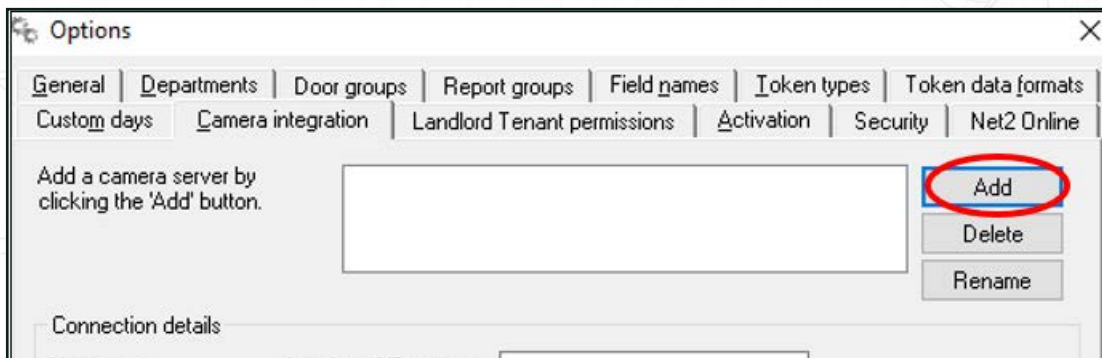 Options
General Departments Door groups Report groups Field names Token types Token data formats
Custom days Camera integration Landlord Tenant permissions Activation Security Net2 Online
Add a camera server by
clicking the 'Add' button.
Add
Delete
Rename
Connection details